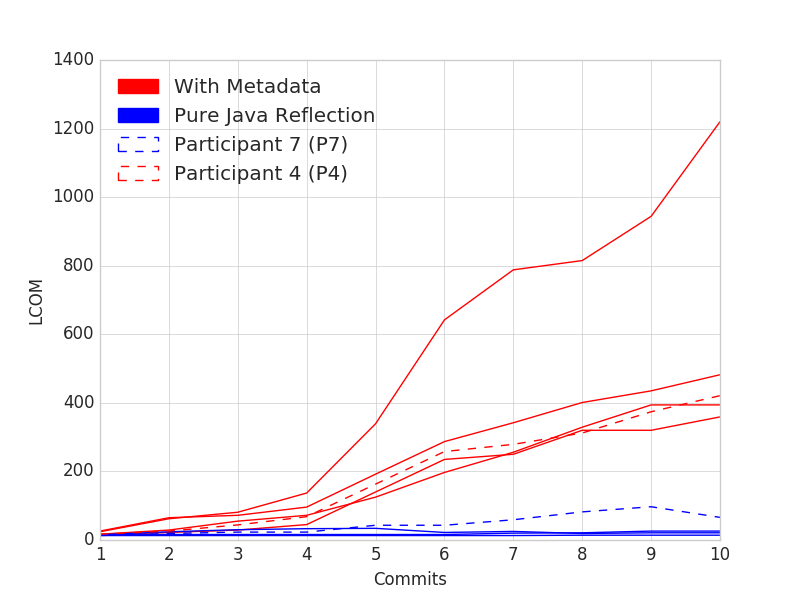 1400
1200
1000
800
600
400
200
0
LCOM
With Metadata
Pure Java Reflection
Participant 7 (P7)
Participant 4 (P4)
1 2 3 4 5 6 7 8 9 10
Commits